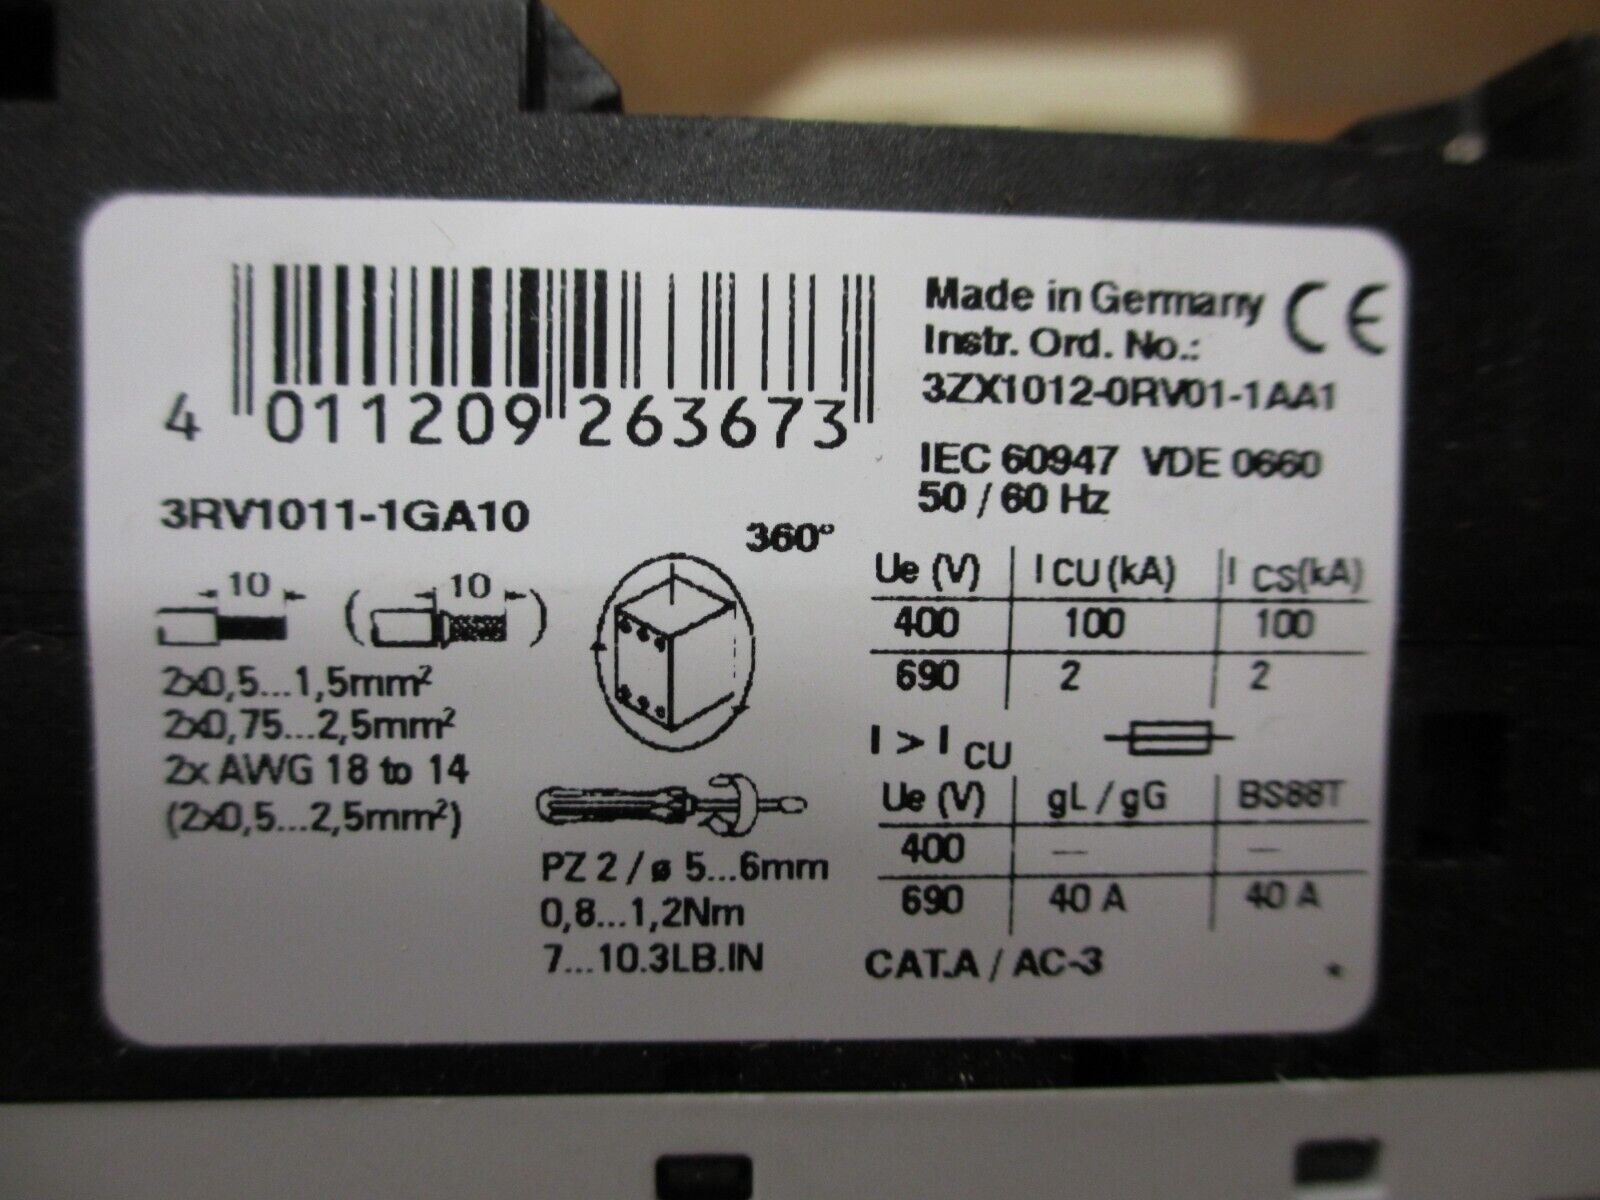 4 011209 263673
3RV1011-1GA10
10
(10)
2x0,5...1,5mm²
2x0,75...2,5mm²
2x AWG 18 to 14
(2x0,5...2,5mm²)
360°
PZ 2 / ø 5...6mm
0,8...1,2Nm
7...10.3LB.IN
Made in Germany CE
Instr. Ord. No.:
3ZX1012-0RV01-1AA1
IEC 60947 VDE 0660
50 / 60 Hz
Ue (V) I CU (kA) I CS(kA)
400 100 100
690 2 2
I > I CU
Ue (V) gL / gG BS88T
400 — —
690 40 A 40 A
CAT.A / AC-3